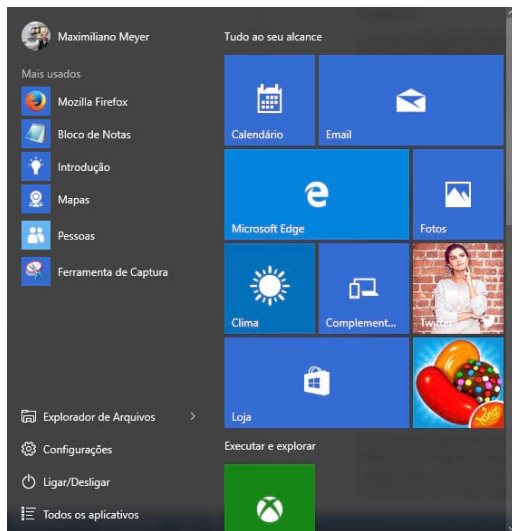 Maximiliano Meyer
Mais usados
Mozilla Firefox
Bloco de Notas
Introdução
Mapas
Pessoas
Ferramenta de Captura
Explorador de Arquivos
Configurações
Ligar/Desligar
Todos os aplicativos
Tudo ao seu alcance
Calendário
Email
Microsoft Edge
Fotos
Clima
Complement...
Twitter
Loja
King
Executar e explorar